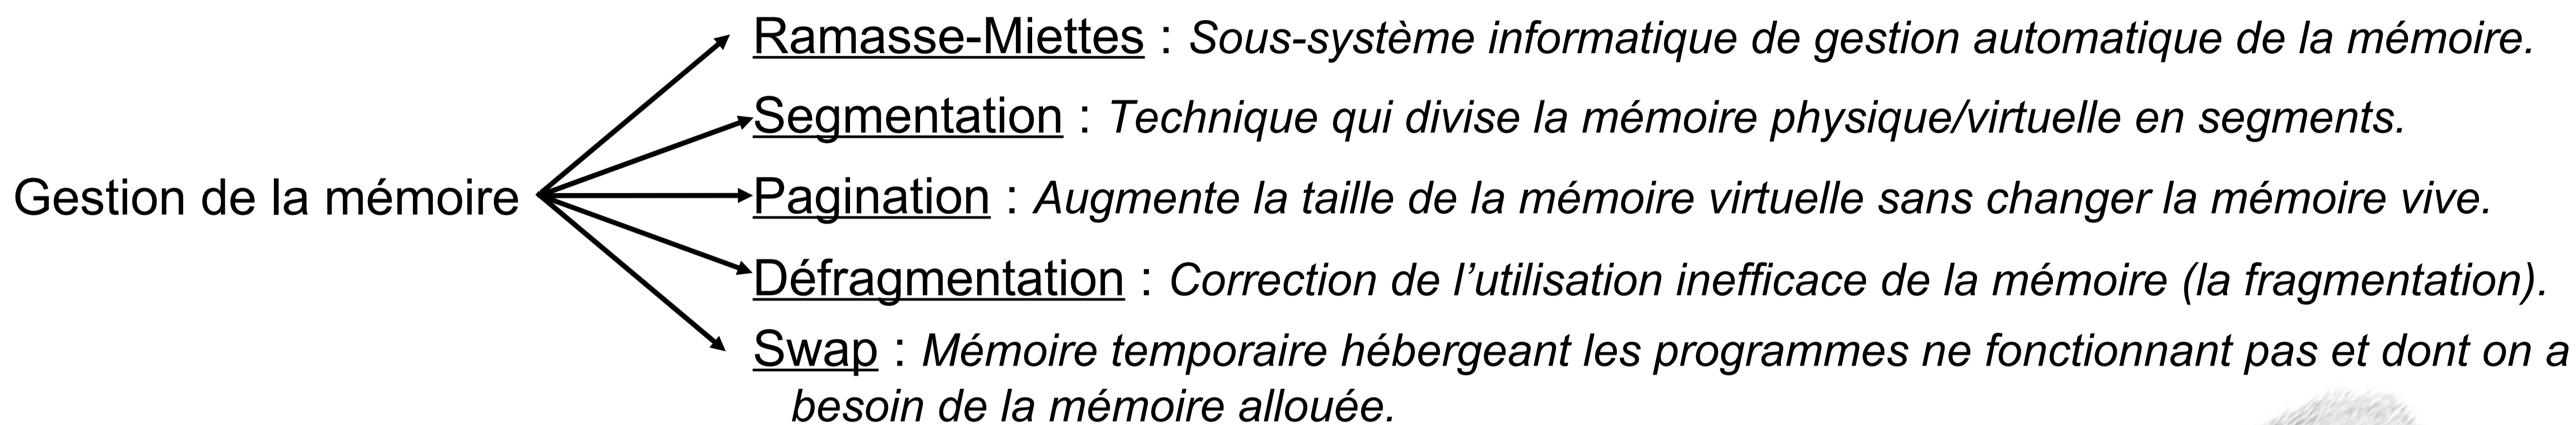 Ramasse-Miettes : Sous-système informatique de gestion automatique de la mémoire.
Segmentation : Technique qui divise la mémoire physique/virtuelle en segments.
Gestion de la mémoire
Pagination : Augmente la taille de la mémoire virtuelle sans changer la mémoire vive.
Défragmentation : Correction de l’utilisation inefficace de la mémoire (la fragmentation).
Swap : Mémoire temporaire hébergeant les programmes ne fonctionnant pas et dont on a
besoin de la mémoire allouée.